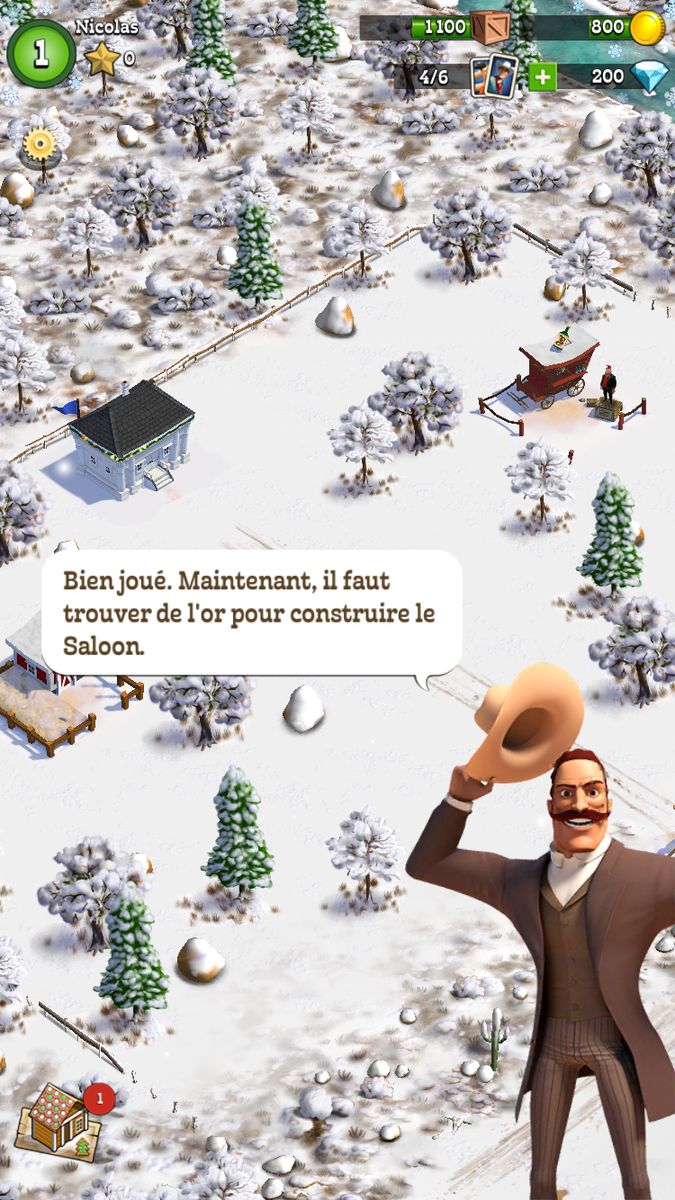 1
Nicolas
0
1100
800
4/6
200
Bien joué. Maintenant, il faut
trouver de l'or pour construire le
Saloon.
1